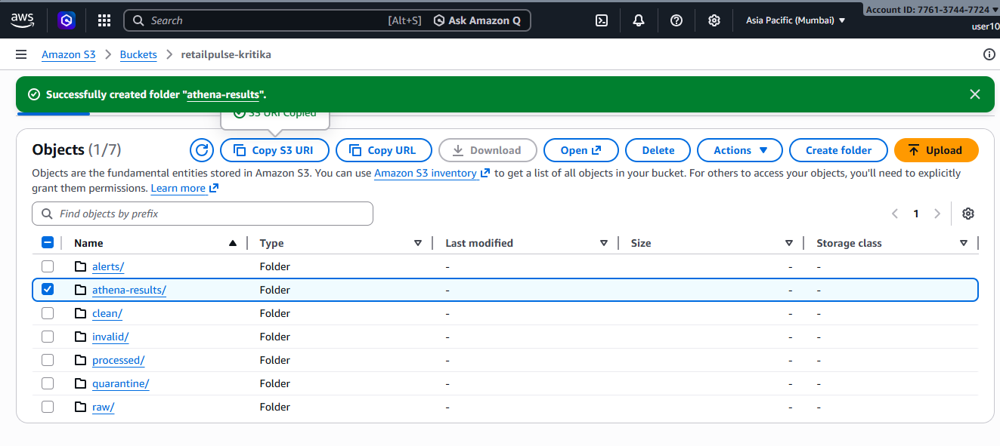 aws
Search [Alt+S] Ask Amazon Q
Asia Pacific (Mumbai)
Account ID: 7761-3744-7724
user10
Amazon S3 > Buckets > retailpulse-kritika
Successfully created folder "athena-results".
S3 URI Copied
Objects (1/7)
Copy S3 URI
Copy URL
Download
Open
Delete
Actions
Create folder
Upload
Objects are the fundamental entities stored in Amazon S3. You can use Amazon S3 inventory to get a list of all objects in your bucket. For others to access your objects, you'll need to explicitly
grant them permissions. Learn more
Find objects by prefix
1
Name Type Last modified Size Storage class
alerts/ Folder - - -
athena-results/ Folder - - -
clean/ Folder - - -
invalid/ Folder - - -
processed/ Folder - - -
quarantine/ Folder - - -
raw/ Folder - - -